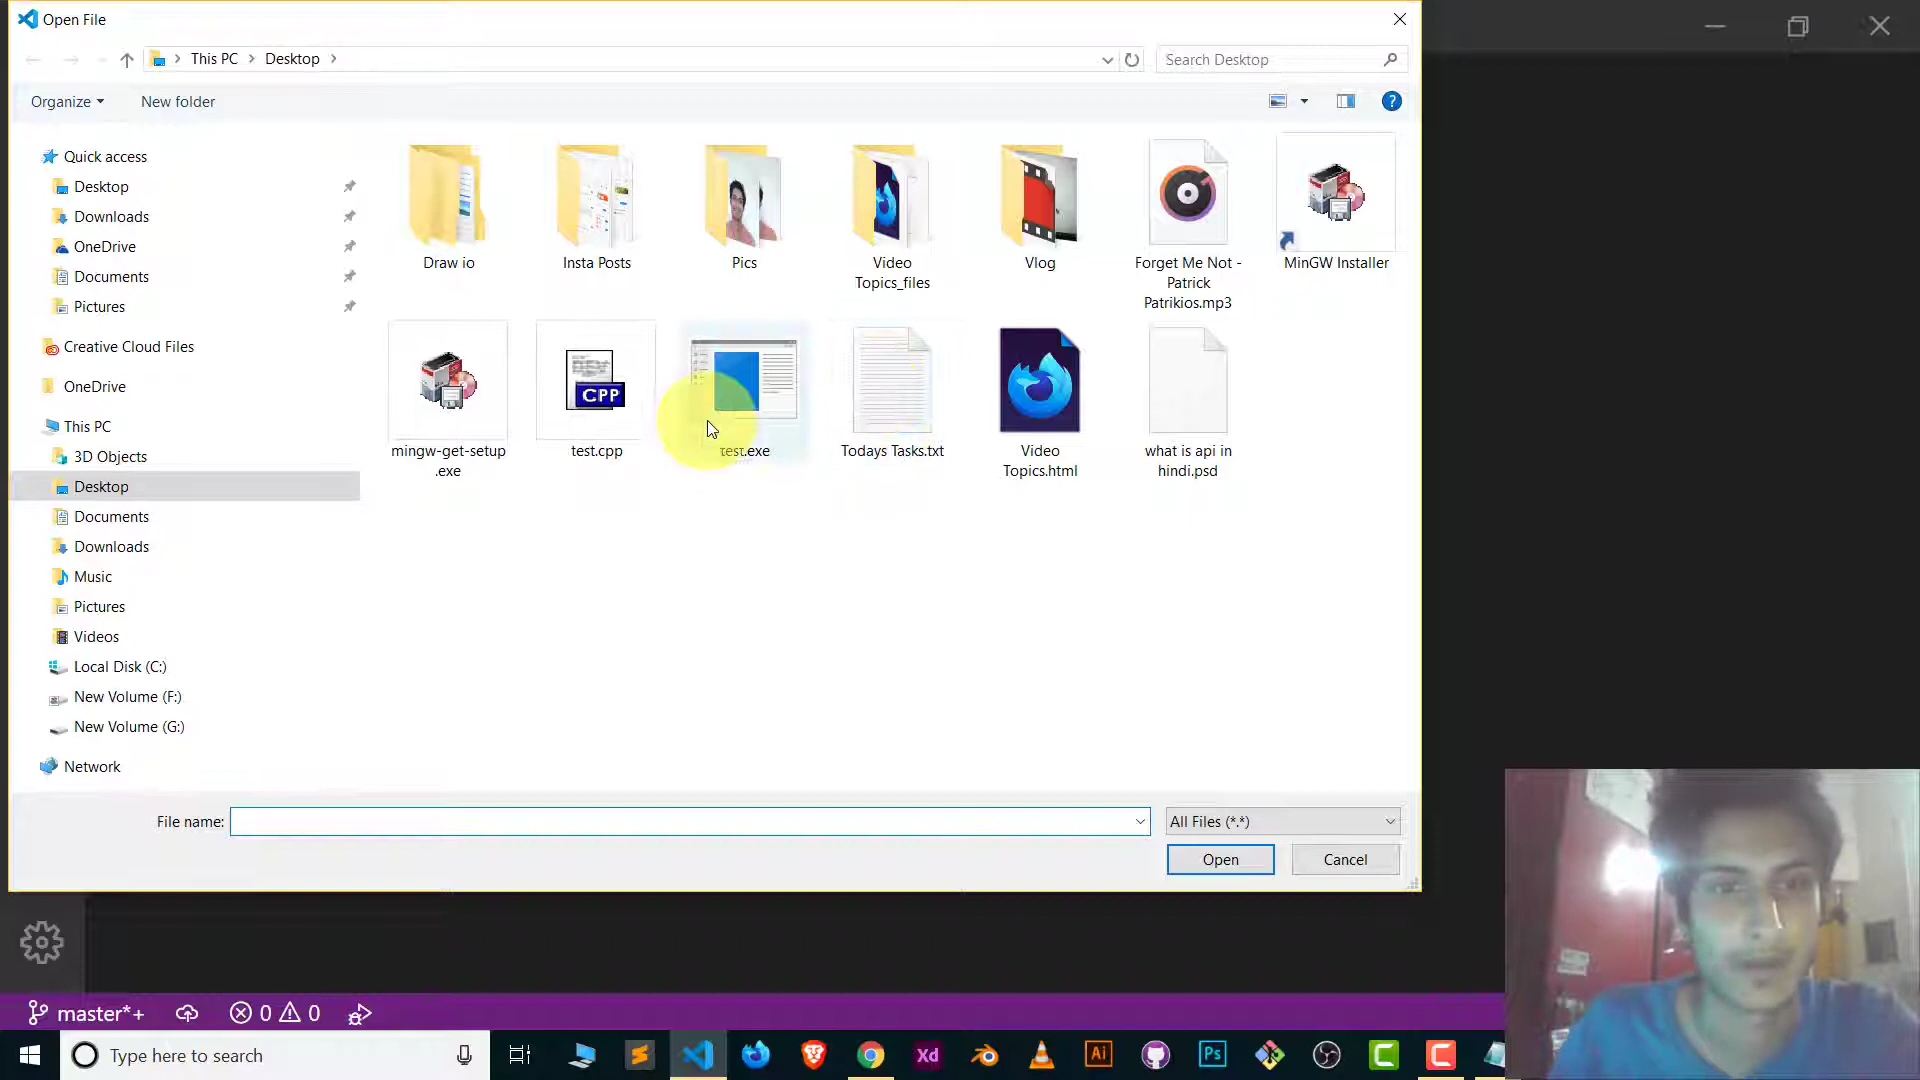 Open File
This PC > Desktop >
Search Desktop
Organize
New folder
?
Quick access
Desktop
Downloads
OneDrive
Documents
Pictures
Creative Cloud Files
OneDrive
This PC
3D Objects
Desktop
Documents
Downloads
Music
Pictures
Videos
Local Disk (C:)
New Volume (F:)
New Volume (G:)
Network
Draw io
Insta Posts
Pics
Video
Topics_files
Vlog
Forget Me Not -
Patrick
Patrikios.mp3
MinGW Installer
mingw-get-setup
.exe
CPP
test.cpp
test.exe
Todays Tasks.txt
Video
Topics.html
what is api in
hindi.psd
File name:
All Files (*.*)
Open
Cancel
master*+
0
0
Type here to search
Xd
Ai
Ps